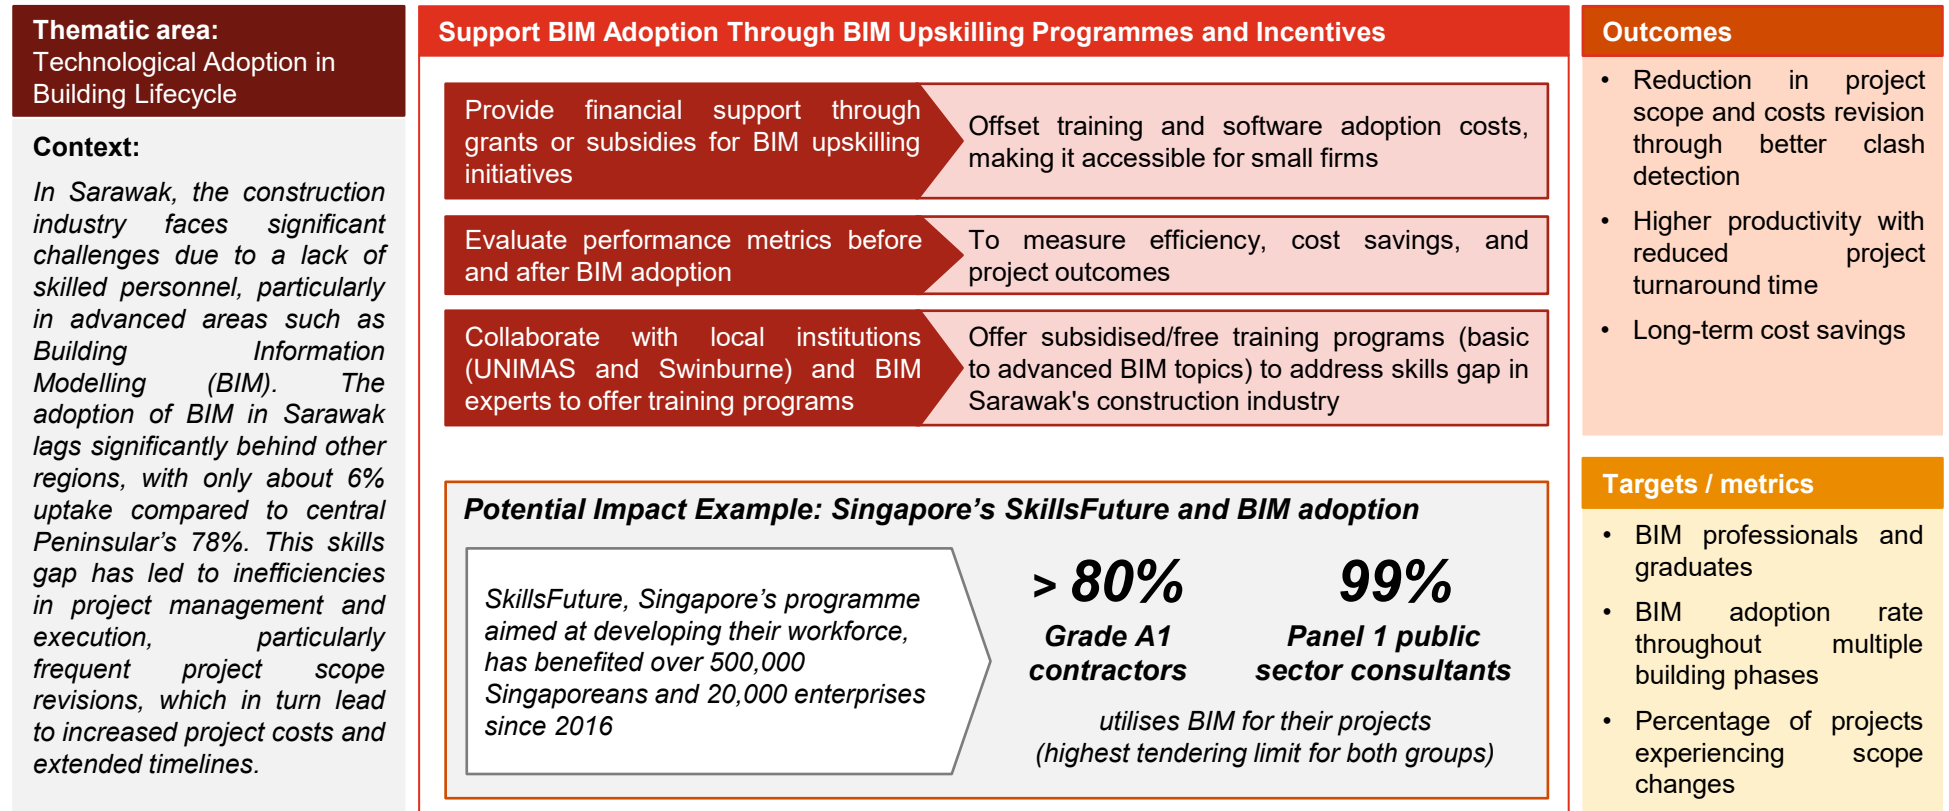 Thematic area:
Technological Adoption in
Building Lifecycle
Context:
In Sarawak, the construction
industry faces significant
challenges due to a lack of
skilled personnel, particularly
in advanced areas such as
Building Information
Modelling (BIM). The
adoption of BIM in Sarawak
lags significantly behind other
regions, with only about 6%
uptake compared to central
Peninsular’s 78%. This skills
gap has led to inefficiencies
in project management and
execution, particularly
frequent project scope
revisions, which in turn lead
to increased project costs and
extended timelines.
Support BIM Adoption Through BIM Upskilling Programmes and Incentives
Provide financial support through
grants or subsidies for BIM upskilling
initiatives
Offset training and software adoption costs,
making it accessible for small firms
Evaluate performance metrics before
and after BIM adoption
To measure efficiency, cost savings, and
project outcomes
Collaborate with local institutions
(UNIMAS and Swinburne) and BIM
experts to offer training programs
Offer subsidised/free training programs (basic
to advanced BIM topics) to address skills gap in
Sarawak's construction industry
Potential Impact Example: Singapore’s SkillsFuture and BIM adoption
SkillsFuture, Singapore’s programme
aimed at developing their workforce,
has benefited over 500,000
Singaporeans and 20,000 enterprises
since 2016
> 80%
Grade A1
contractors
99%
Panel 1 public
sector consultants
utilises BIM for their projects
(highest tendering limit for both groups)
Outcomes
• Reduction in project
scope and costs revision
through better clash
detection
• Higher productivity with
reduced project
turnaround time
• Long-term cost savings
Targets / metrics
• BIM professionals and
graduates
• BIM adoption rate
throughout multiple
building phases
• Percentage of projects
experiencing scope
changes